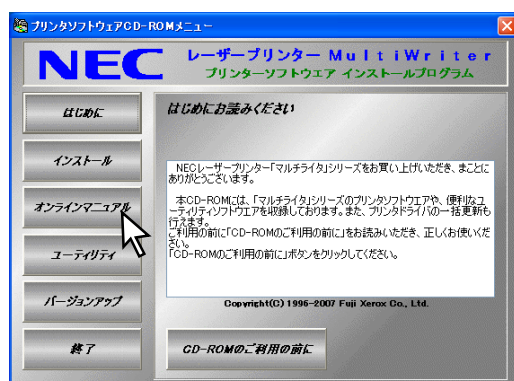 プリンタソフトウェアCD-ROMメニュー
NEC
レーザープリンター MultiWriter
プリンターソフトウエア インストールプログラム
はじめに
インストール
オンラインマニュアル
ユーティリティ
バージョンアップ
終了
はじめにお読みください
NECレーザープリンター「マルチライタ」シリーズをお買い上げいただき、まことに
ありがとうございます。
本CD-ROMは、「マルチライタ」シリーズのプリンタソフトウエアや、便利なユ
ーティリティソフトウエアを収録しております。また、プリンタドライバの一括更新も
行えます。
ご利用の前に「CD-ROMのご利用の前に」をお読みいただき、正しくお使いくだ
さい。
「CD-ROMのご利用の前に」ボタンをクリックしてください。
Copyright(C) 1996-2007 Fuji Xerox Co., Ltd.
CD-ROMのご利用の前に